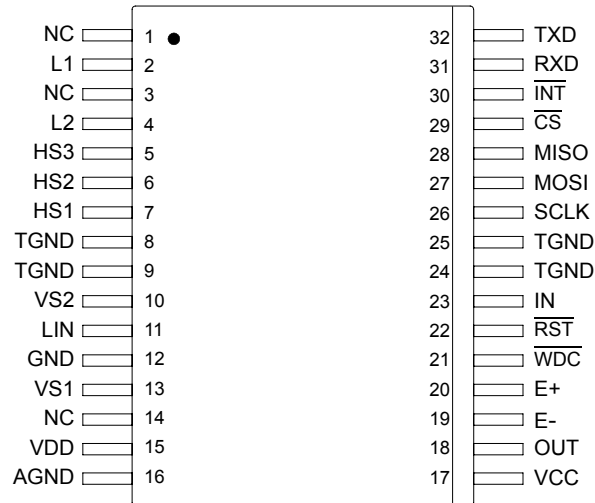 NC 1 32 TXD
L1 2 31 RXD
NC 3 30 INT
L2 4 29 CS
HS3 5 28 MISO
HS2 6 27 MOSI
HS1 7 26 SCLK
TGND 8 25 TGND
TGND 9 24 TGND
VS2 10 23 IN
LIN 11 22 RST
GND 12 21 WDC
VS1 13 20 E+
NC 14 19 E-
VDD 15 18 OUT
AGND 16 17 VCC